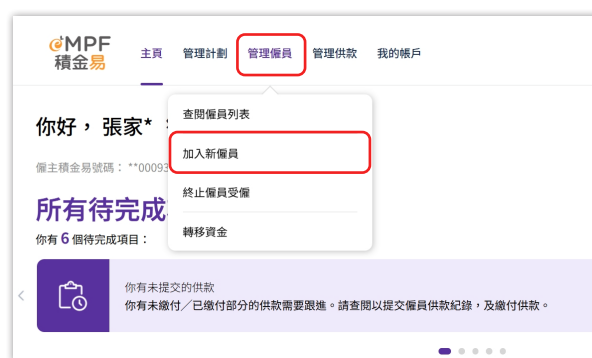 eMPF
積金易
主頁 管理計劃 管理僱員 管理供款 我的帳戶
查閱僱員列表
你好，張家*
加入新僱員
僱主積金易號碼：**00093
終止僱員受僱
所有待完成
轉移資金
你有 6 個待完成項目：
你有未提交的供款
你有未繳付／已繳付部分的供款需要跟進。請查閱以提交僱員供款紀錄，及繳付供款。